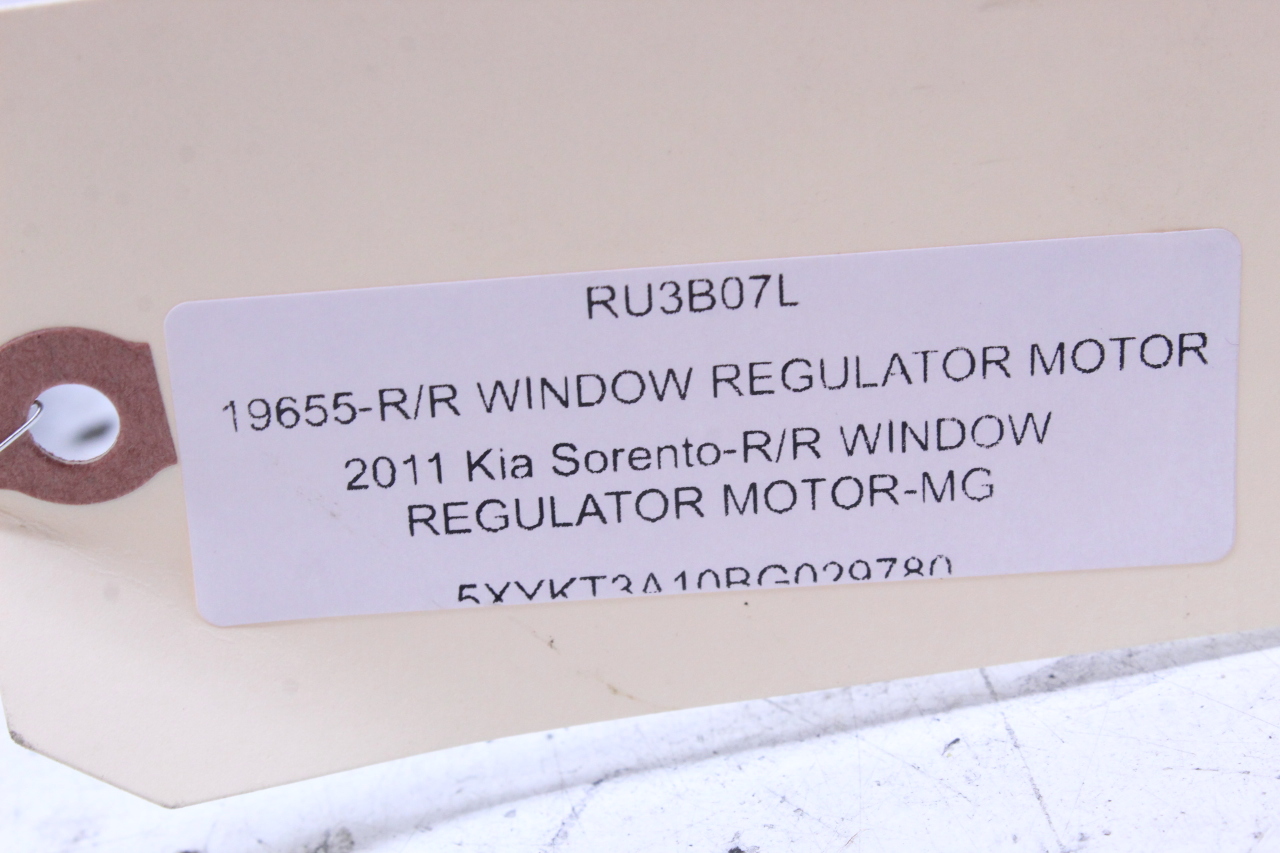 RU3B07L
19655-R/R WINDOW REGULATOR MOTOR
2011 Kia Sorento-R/R WINDOW
REGULATOR MOTOR-MG
5XYKT3A10BG029780